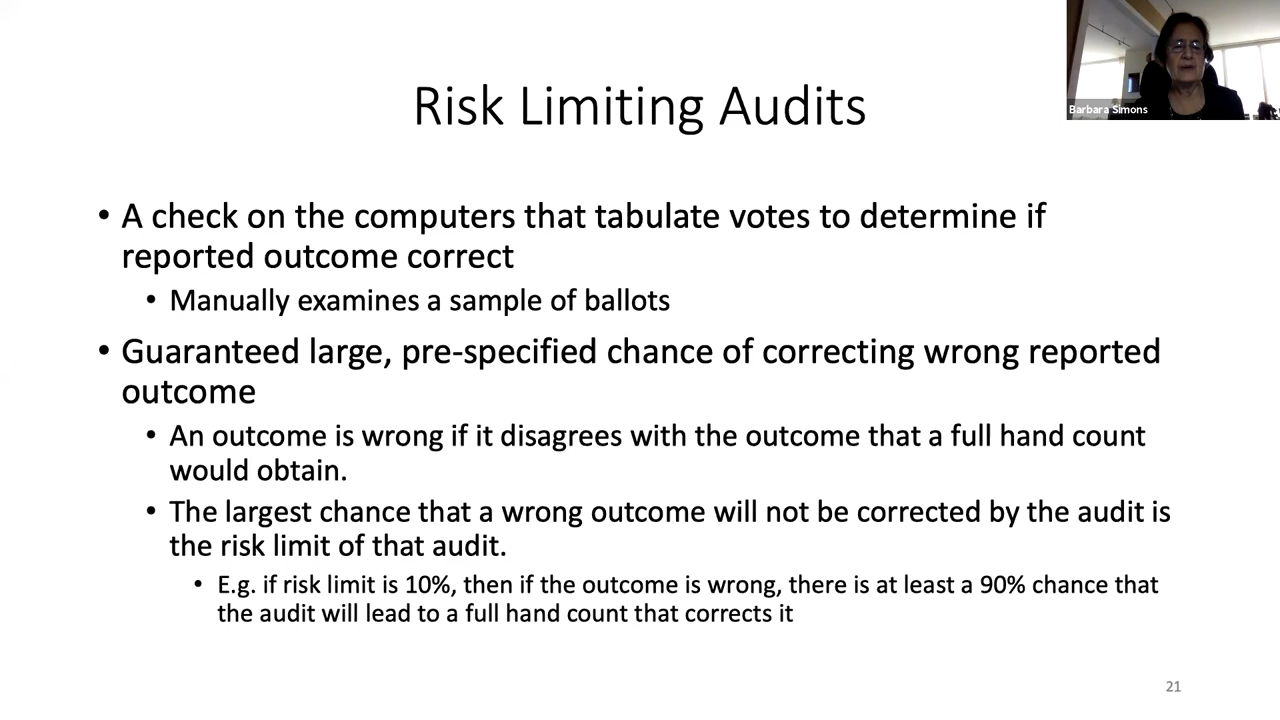 Barbara Simons
Risk Limiting Audits
• A check on the computers that tabulate votes to determine if
reported outcome correct
• Manually examines a sample of ballots
• Guaranteed large, pre-specified chance of correcting wrong reported
outcome
• An outcome is wrong if it disagrees with the outcome that a full hand count
would obtain.
• The largest chance that a wrong outcome will not be corrected by the audit is
the risk limit of that audit.
• E.g. if risk limit is 10%, then if the outcome is wrong, there is at least a 90% chance that
the audit will lead to a full hand count that corrects it
21